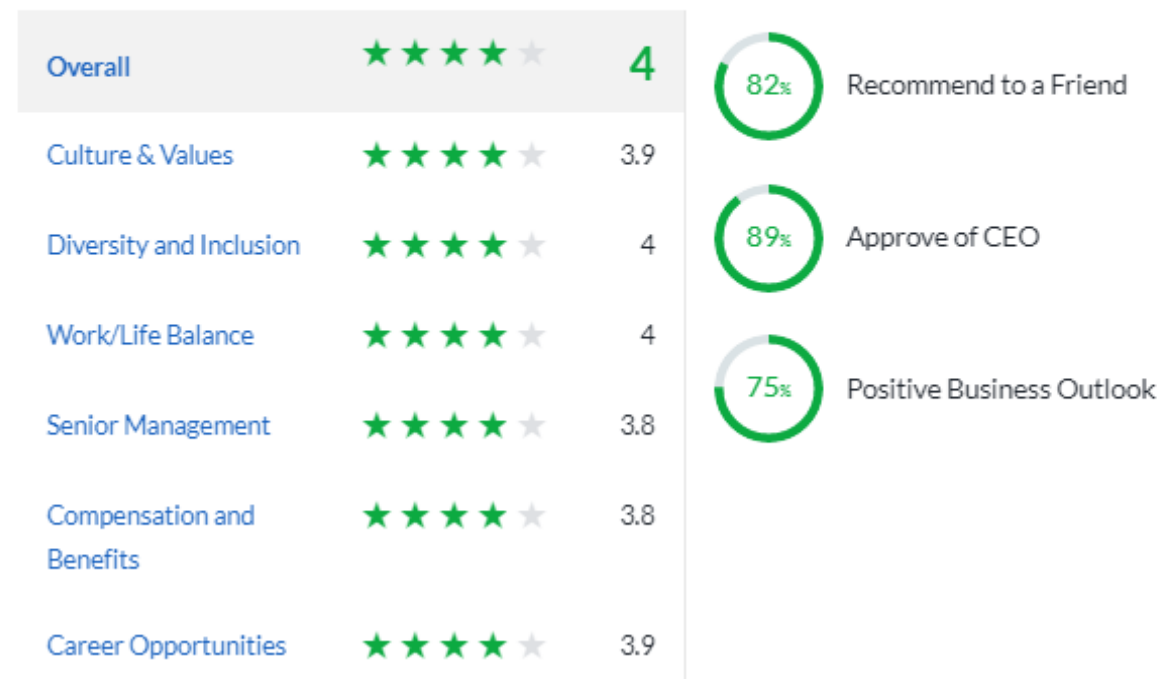 Overall 4
Culture & Values 3.9
Diversity and Inclusion 4
Work/Life Balance 4
Senior Management 3.8
Compensation and 3.8
Benefits
Career Opportunities 3.9
82% Recommend to a Friend
89% Approve of CEO
75% Positive Business Outlook